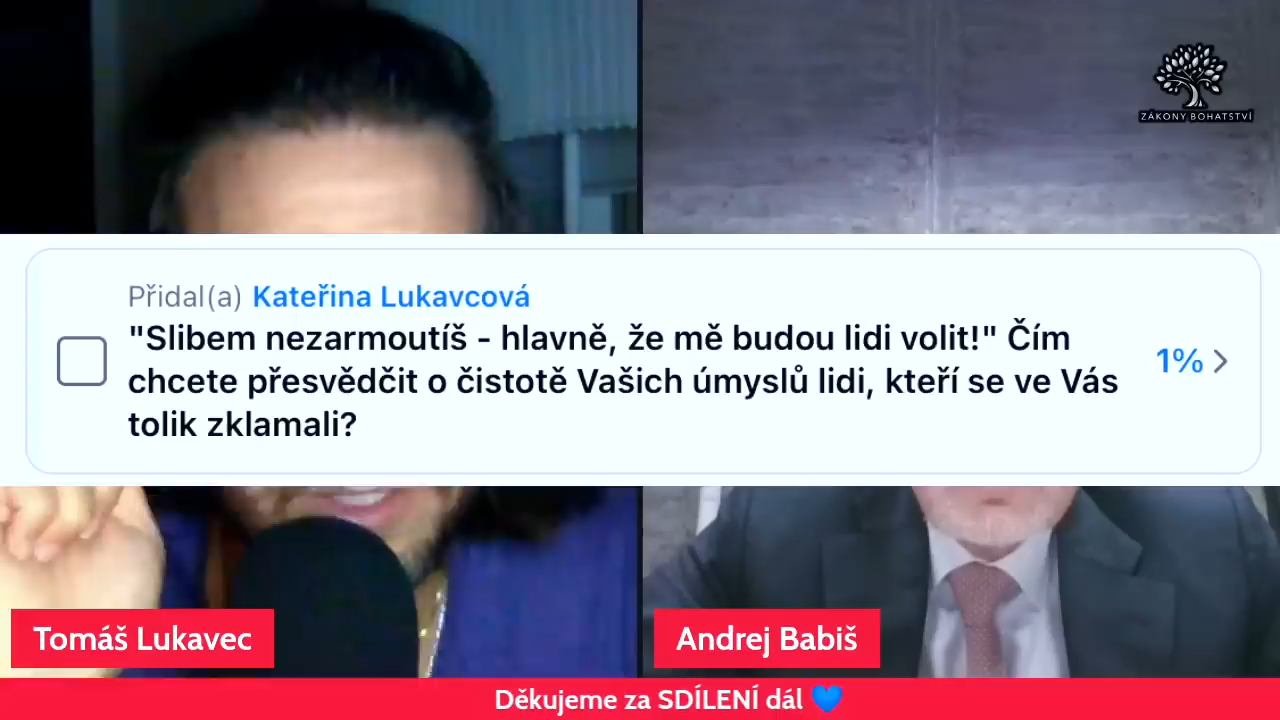 ZÁKONY BOHATSTVÍ
Přidal(a) Kateřina Lukavcová
"Slibem nezarmoutíš - hlavně, že mě budou lidi volit!" Čím
chcete přesvědčit o čistotě Vašich úmyslů lidi, kteří se ve Vás
tolik zklamali?
1%
Tomáš Lukavec
Andrej Babiš
Děkujeme za SDÍLENÍ dál 💙